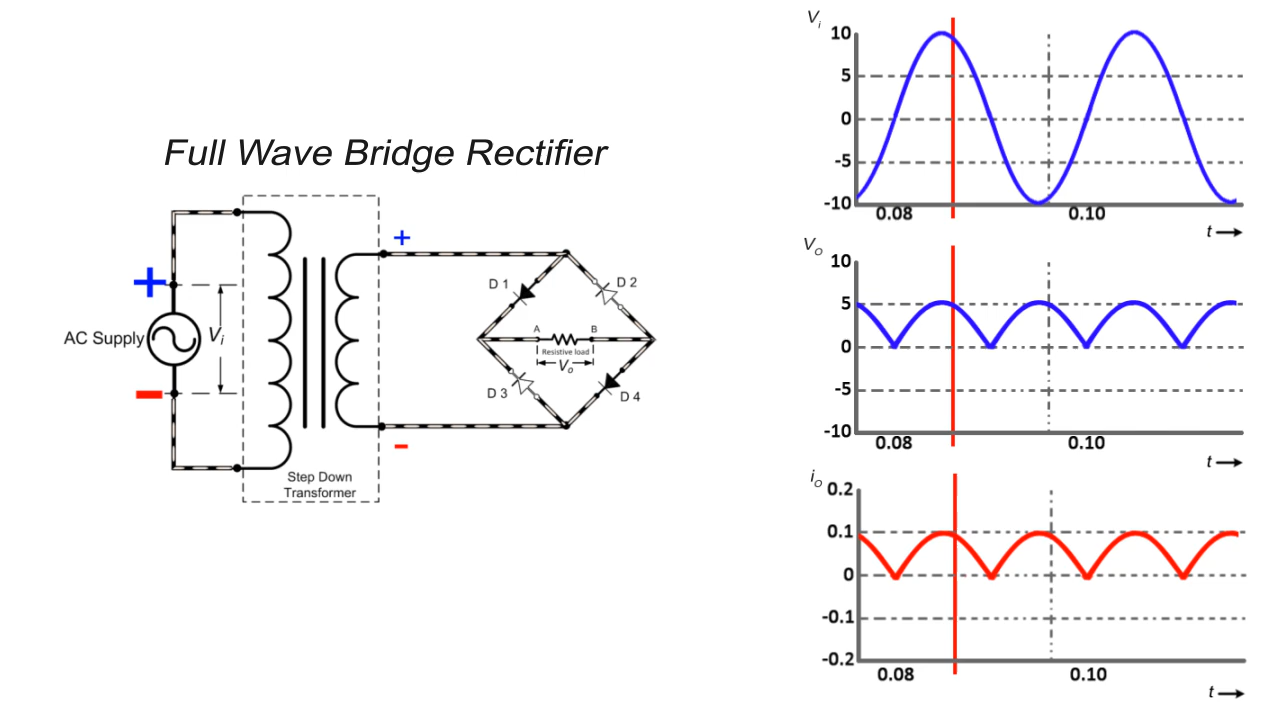 Full Wave Bridge Rectifier
+
AC Supply
Vi
−
+
−
D 1
D 2
A
B
Resistive load
Vo
D 3
D 4
Step Down
Transformer
Vi
10
5
0
-5
-10
0.08
0.10
t
Vo
10
5
0
-5
-10
0.08
0.10
t
io
0.2
0.1
0
-0.1
-0.2
0.08
0.10
t